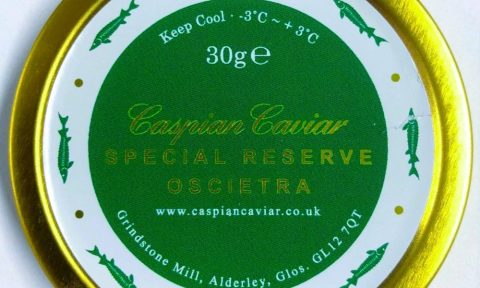 Keep Cool · -3°C ~ + 3°C
30g℮
Caspian Caviar
SPECIAL RESERVE
OSCIETRA
www.caspiancaviar.co.uk
Grindstone Mill, Alderley, Glos. GL12 7QT